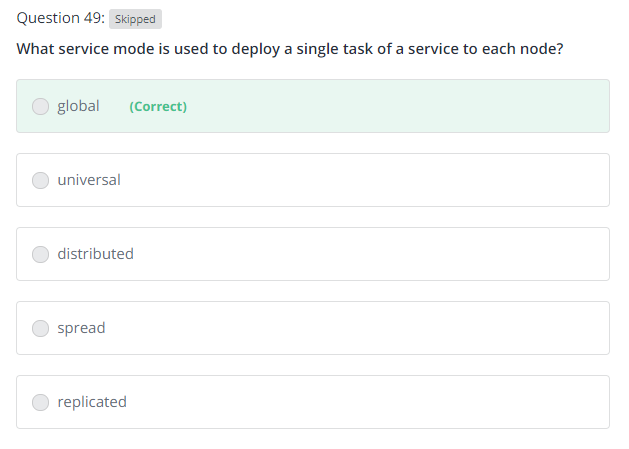 Question 49: Skipped
What service mode is used to deploy a single task of a service to each node?
global (Correct)
universal
distributed
spread
replicated